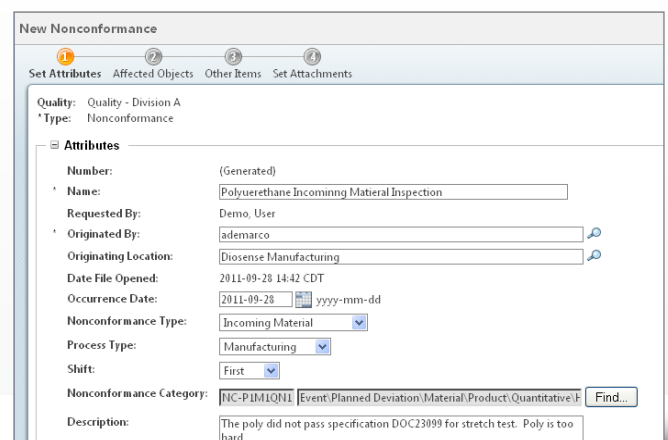 New Nonconformance
1 2 3 4
Set Attributes Affected Objects Other Items Set Attachments
Quality: Quality - Division A
*Type: Nonconformance
Attributes
Number: (Generated)
* Name: Polyuerethane Incominng Matieral Inspection
Requested By: Demo, User
* Originated By: ademarco
Originating Location: Diosense Manufacturing
Date File Opened: 2011-09-28 14:42 CDT
Occurrence Date: 2011-09-28 yyyy-mm-dd
Nonconformance Type: Incoming Material
Process Type: Manufacturing
Shift: First
Nonconformance Category: NC-P1M1QN1 Event\Planned Deviation\Material\Product\Quantitative\ Find...
Description: The poly did not pass specification DOC23099 for stretch test. Poly is too
hard